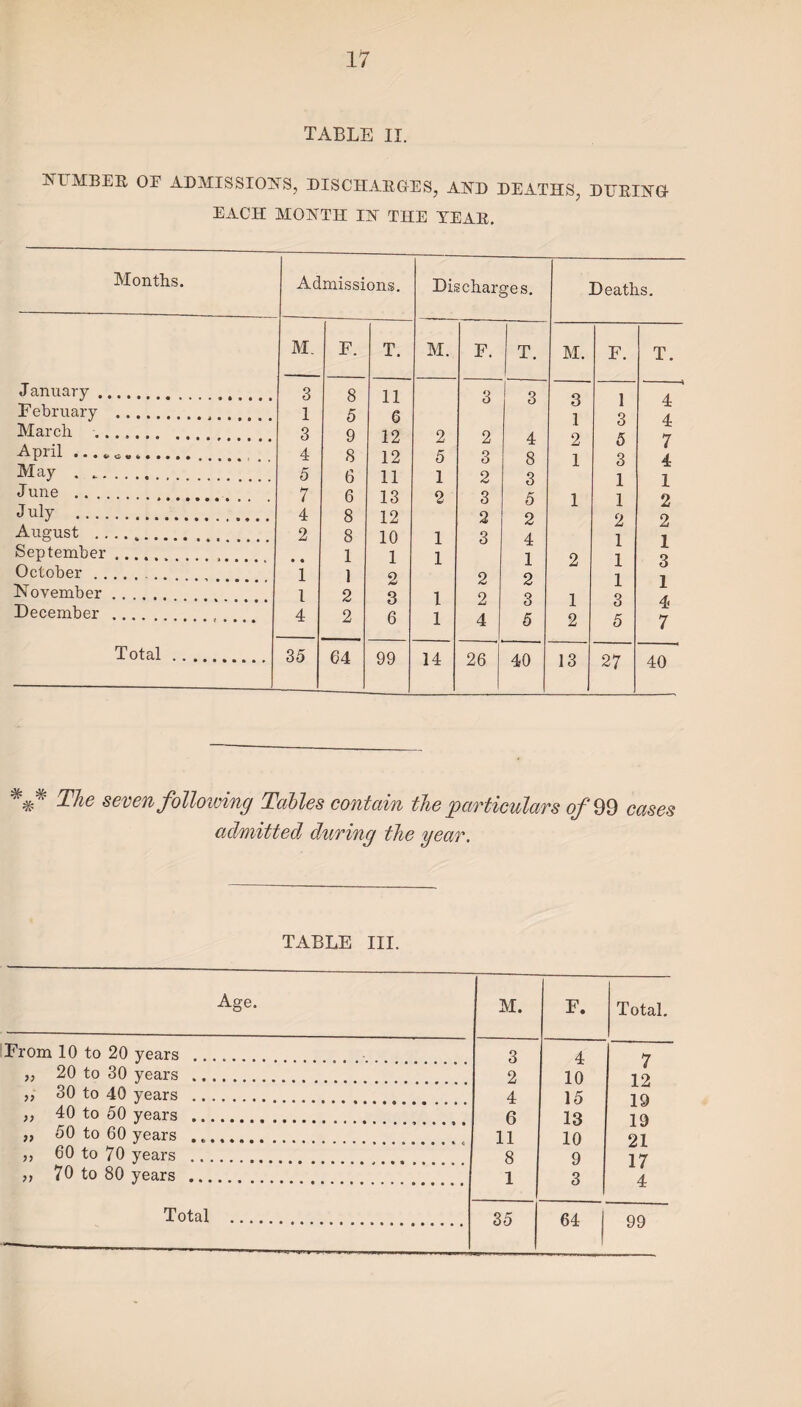 17
TABLE II.
NUMBER OF ADMISSIONS, DISCHARGES, AND DEATHS, DURING
EACH MONTH IN THE YEAR.
Months. Admissions. Discharges. Deaths.
M. F. T. M. F. T. M. F. T.
January 3 8 11 3 3 3 1 4
February 1 5 6 1 3 4
March 3 9 12 2 2 4 2 5 7
April 4 8 12 5 3 8 1 3 4
May 5 6 11 1 2 3 1 1
June 7 6 13 2 3 5 1 1 2
July 4 8 12 2 2 2 2
August 2 8 10 1 3 4 1 1
September .. 1 1 1 1 2 1 3
October 1 1 2 2 2 1 1
November 1 2 3 1 2 3 1 3 4
December 4 2 6 1 4 5 2 5 7
Total 35 64 99 14 26 40 13 27 40
*** The seven following Tables contain the particulars of 99 cases
admitted during the year.
TABLE III.
Age. M. F. Total.
From 10 to 20 years 3 4 7
„ 20 to 30 years 2 10 12
„ 30 to 40 years 4 15 19
„ 40 to 50 years 6 13 19
„ 50 to 60 years 11 10 21
„ 60 to 70 years 8 9 17
„ 70 to 80 years 1 3 4
Total 35 64 99